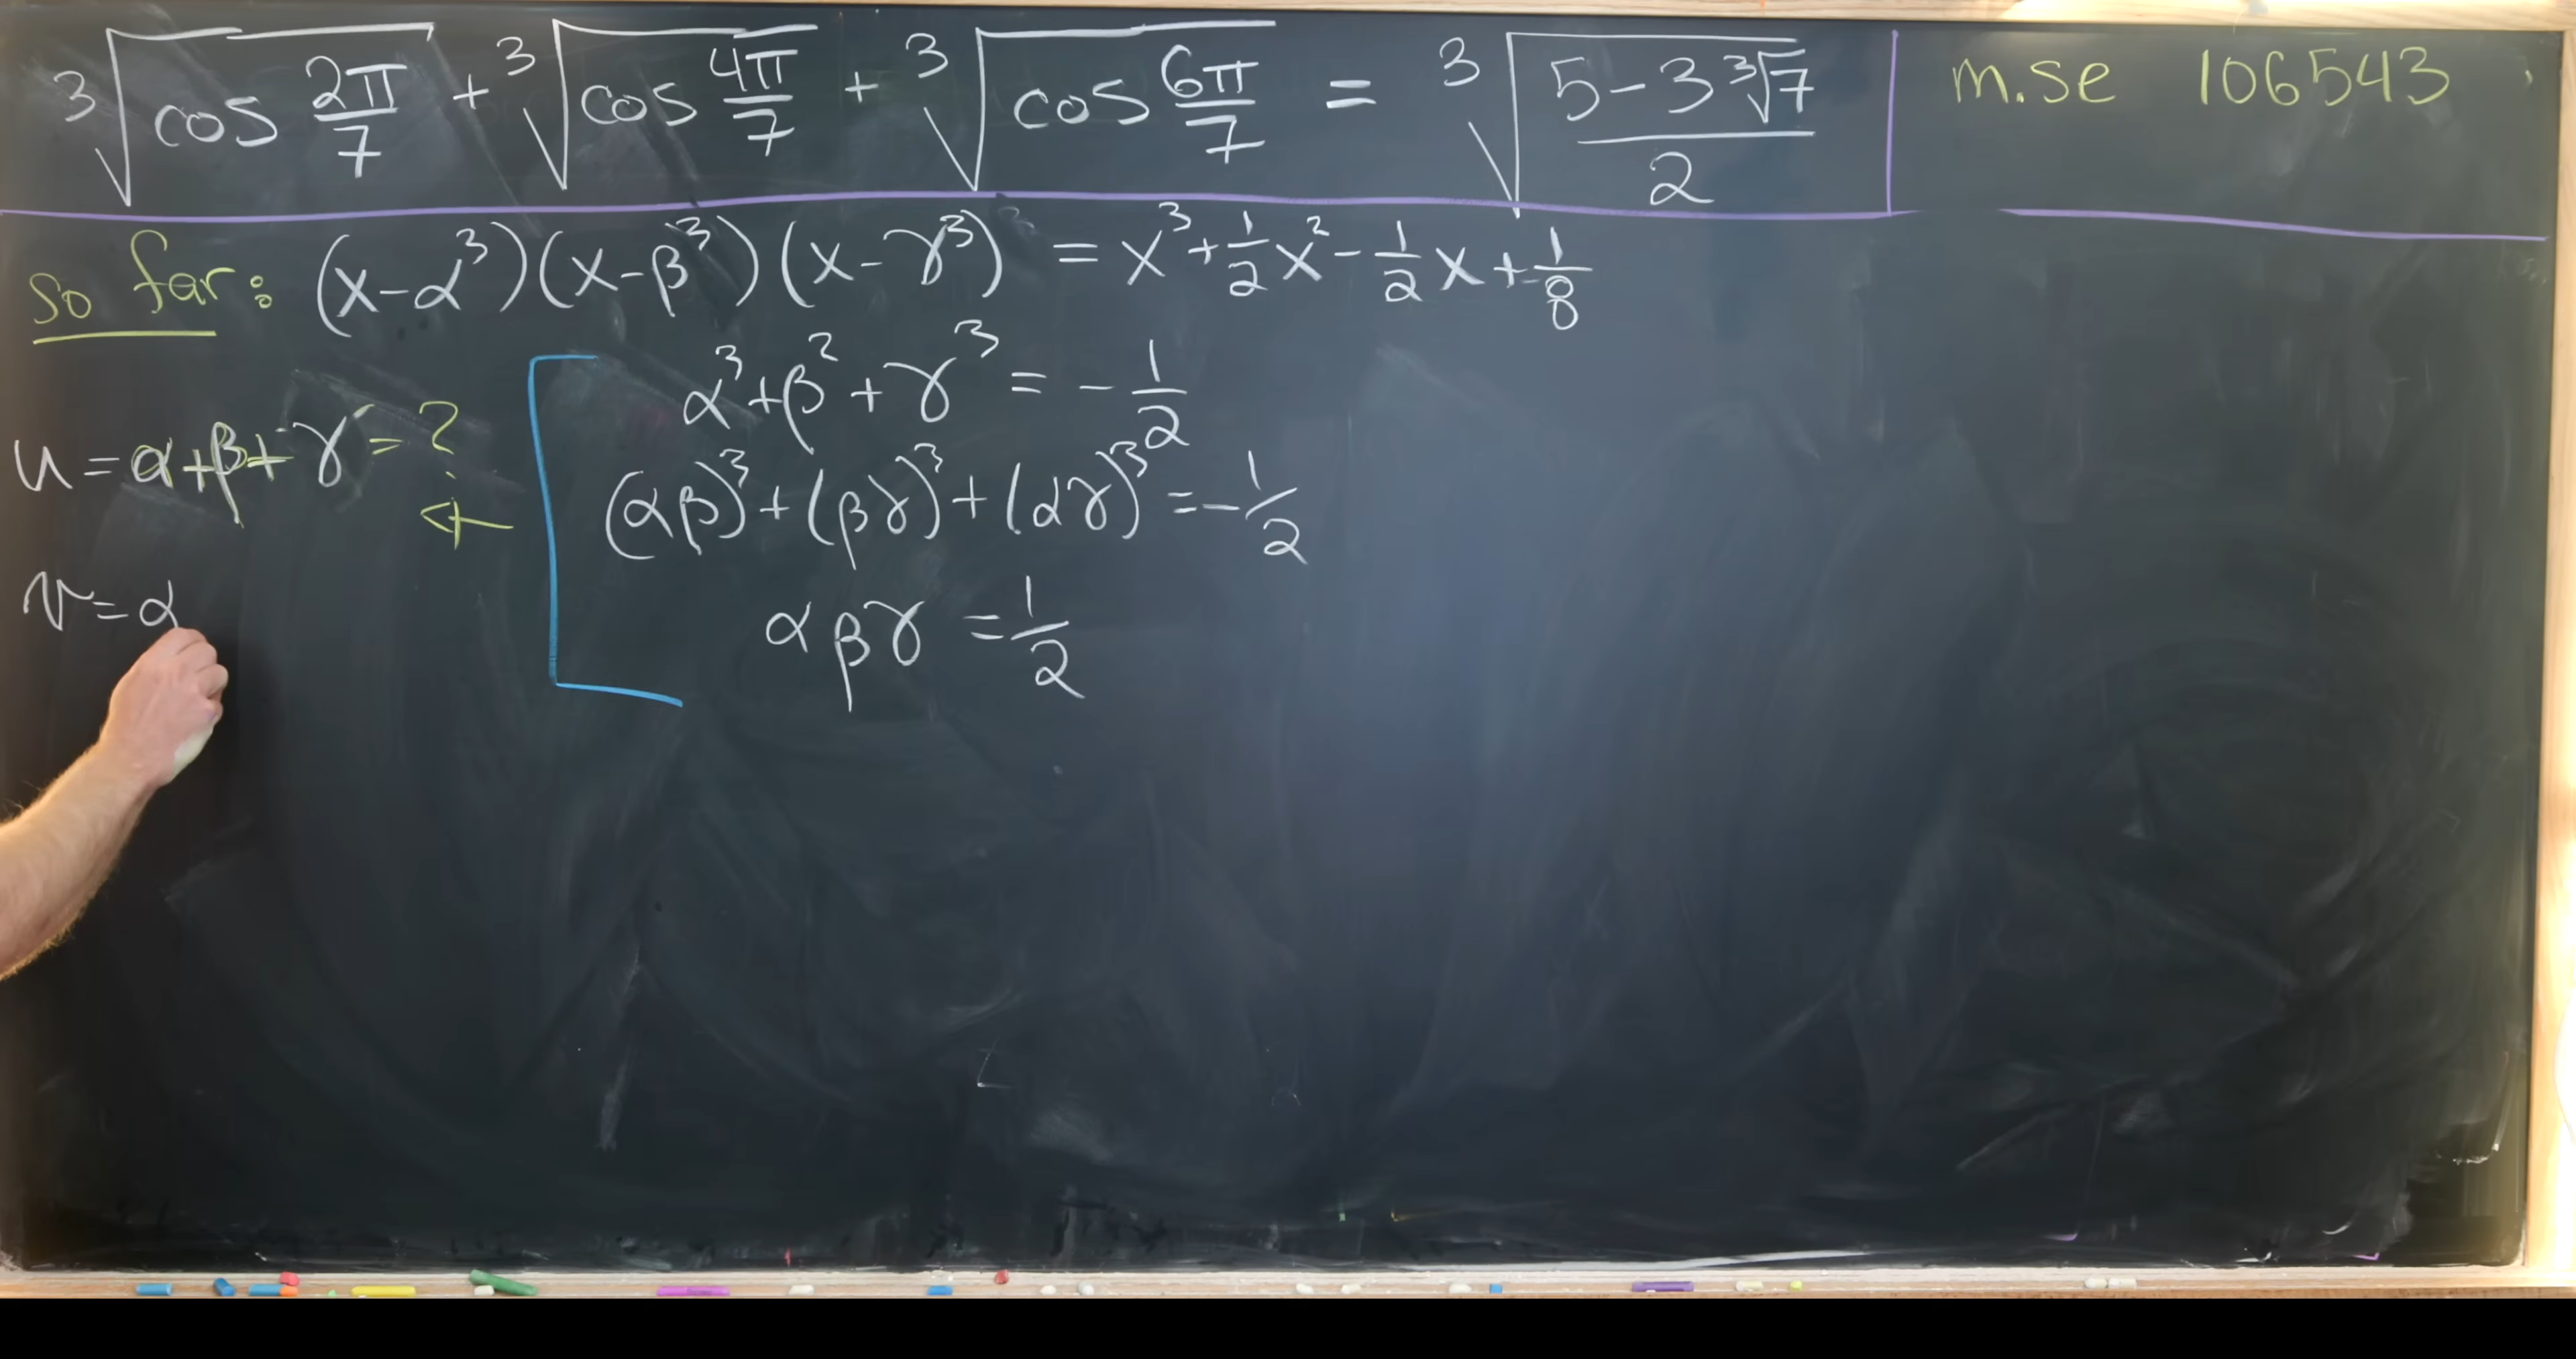 ∛(cos 2π/7) + ∛(cos 4π/7) + ∛(cos 6π/7) = ∛((5-3∛7)/2)
m.se 106543
so far: (x-α³)(x-β³)(x-γ³) = x³+1/2x²-1/2x+1/8
α³+β²+γ³ = -1/2
u=α+β+γ=?
(αβ)³+(βγ)³+(αγ)³=-1/2
v=α
αβγ=1/2